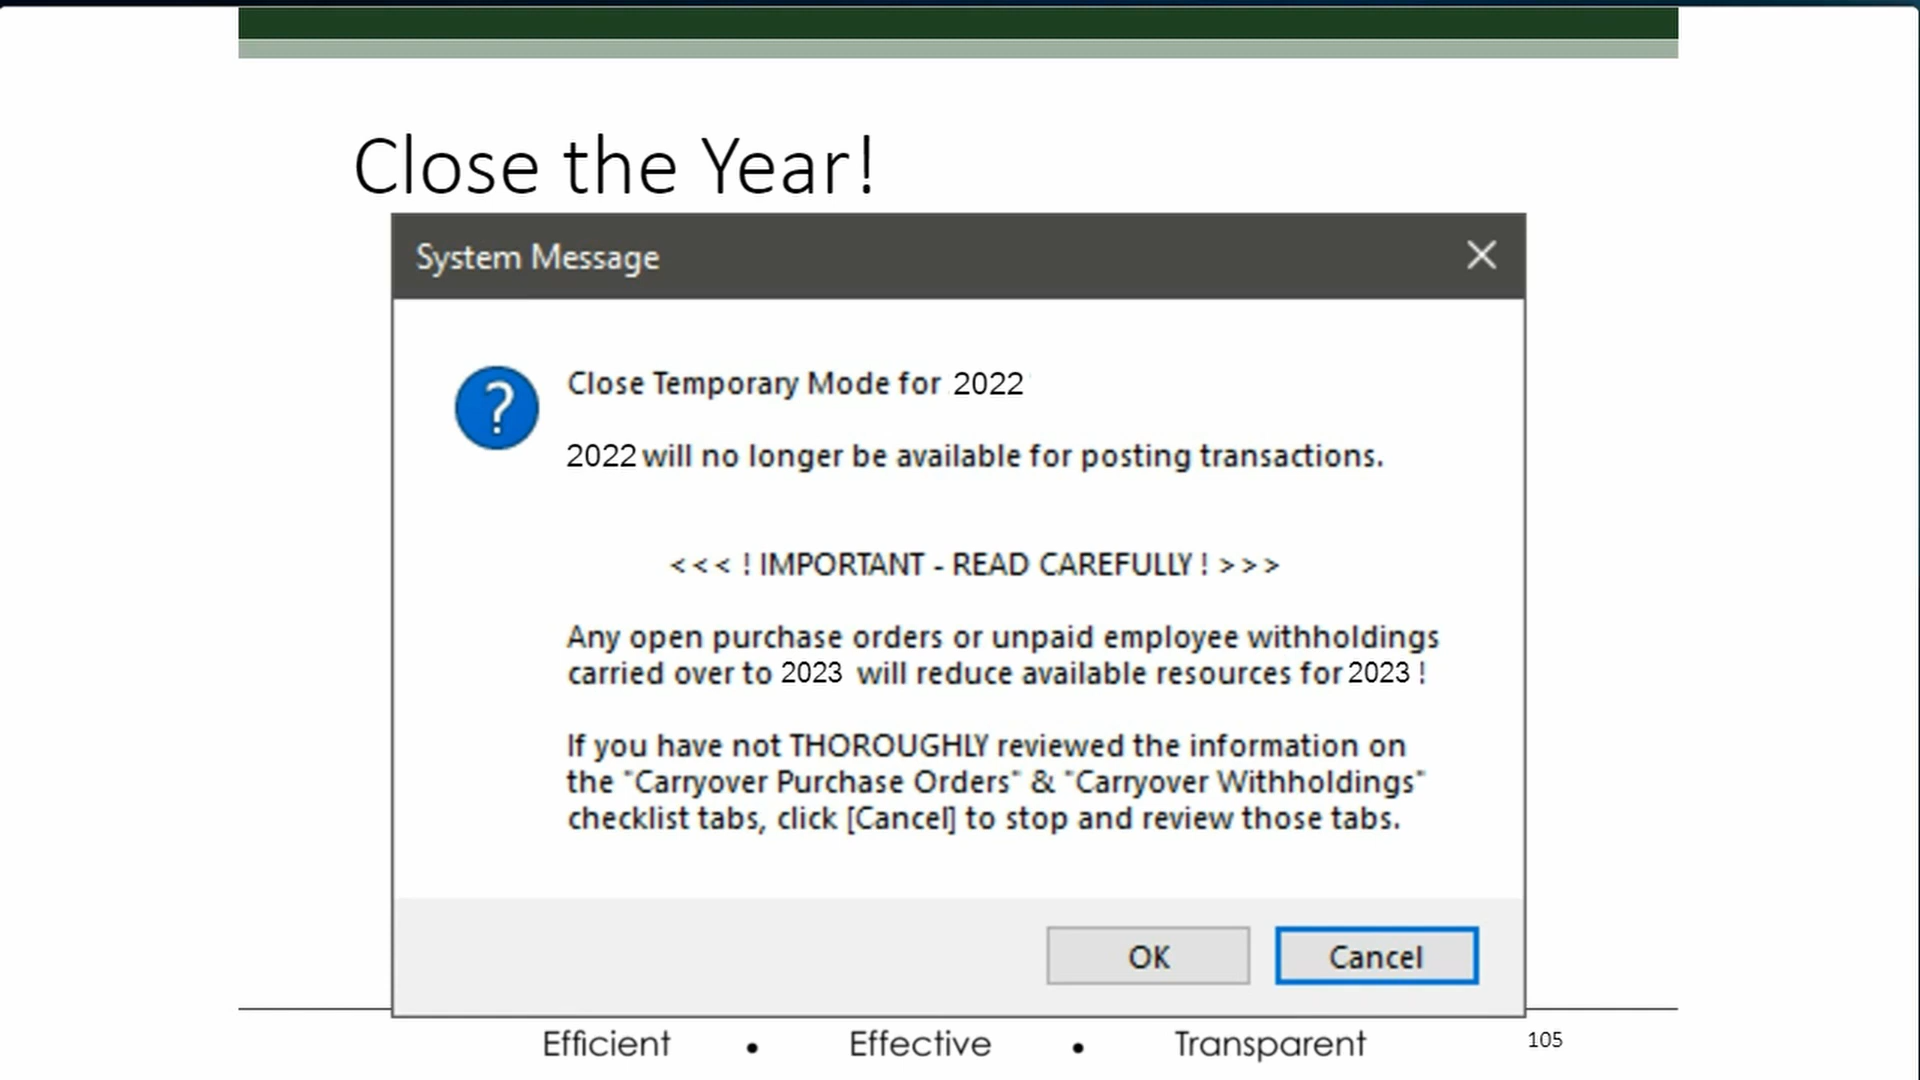 Close the Year!
System Message
?
Close Temporary Mode for 2022
2022 will no longer be available for posting transactions.
<<< ! IMPORTANT - READ CAREFULLY ! >>>
Any open purchase orders or unpaid employee withholdings
carried over to 2023 will reduce available resources for 2023 !
If you have not THOROUGHLY reviewed the information on
the "Carryover Purchase Orders" & "Carryover Withholdings"
checklist tabs, click [Cancel] to stop and review those tabs.
OK Cancel
Efficient • Effective • Transparent 105